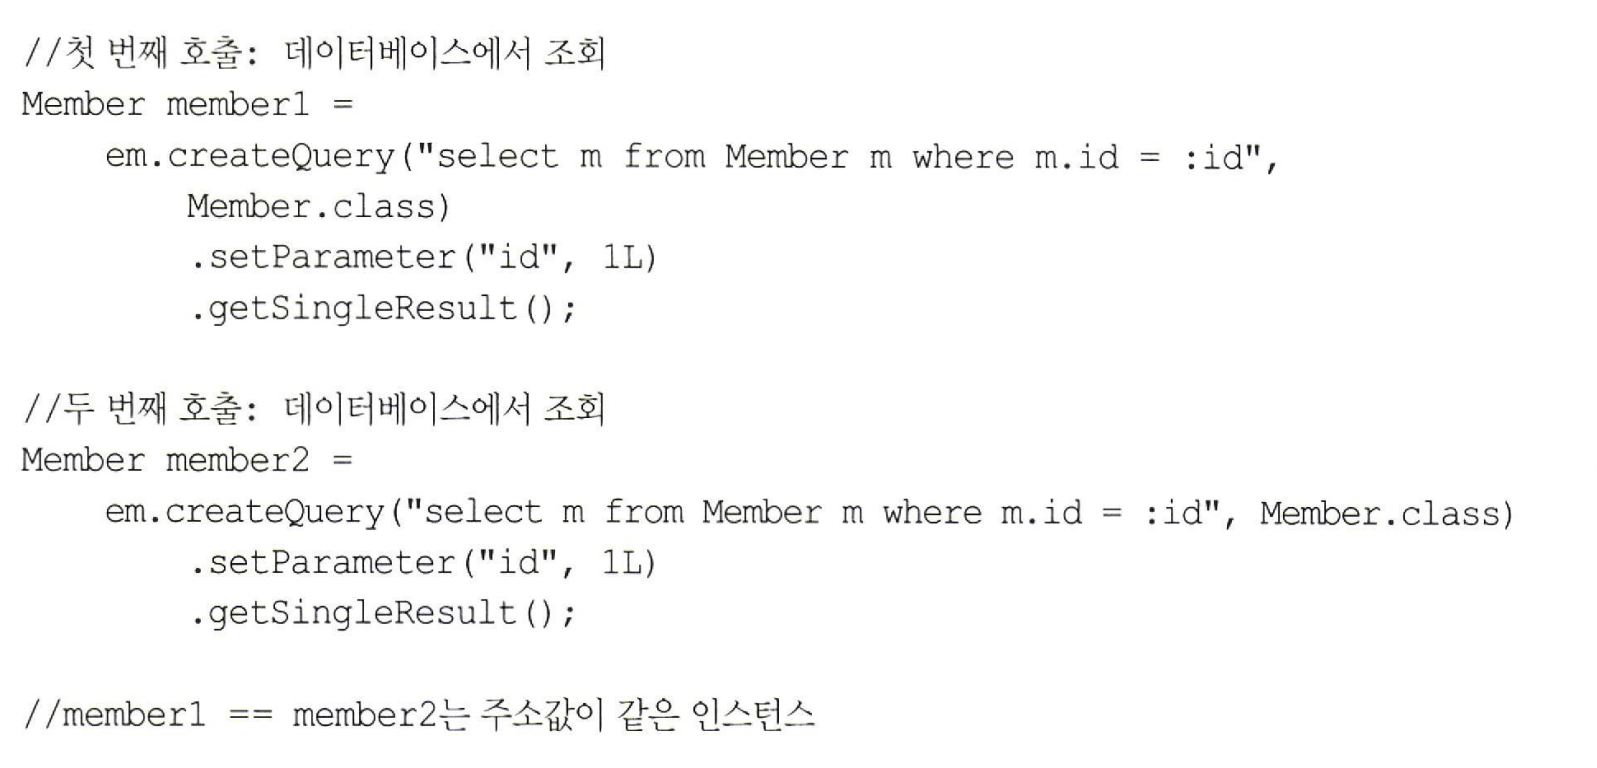 //첫 번째 호출: 데이터베이스에서 조회
Member member1 =
    em.createQuery("select m from Member m where m.id = :id",
        Member.class)
        .setParameter("id", 1L)
        .getSingleResult();

//두 번째 호출: 데이터베이스에서 조회
Member member2 =
    em.createQuery("select m from Member m where m.id = :id", Member.class)
        .setParameter("id", 1L)
        .getSingleResult();

//member1 == member2는 주소값이 같은 인스턴스